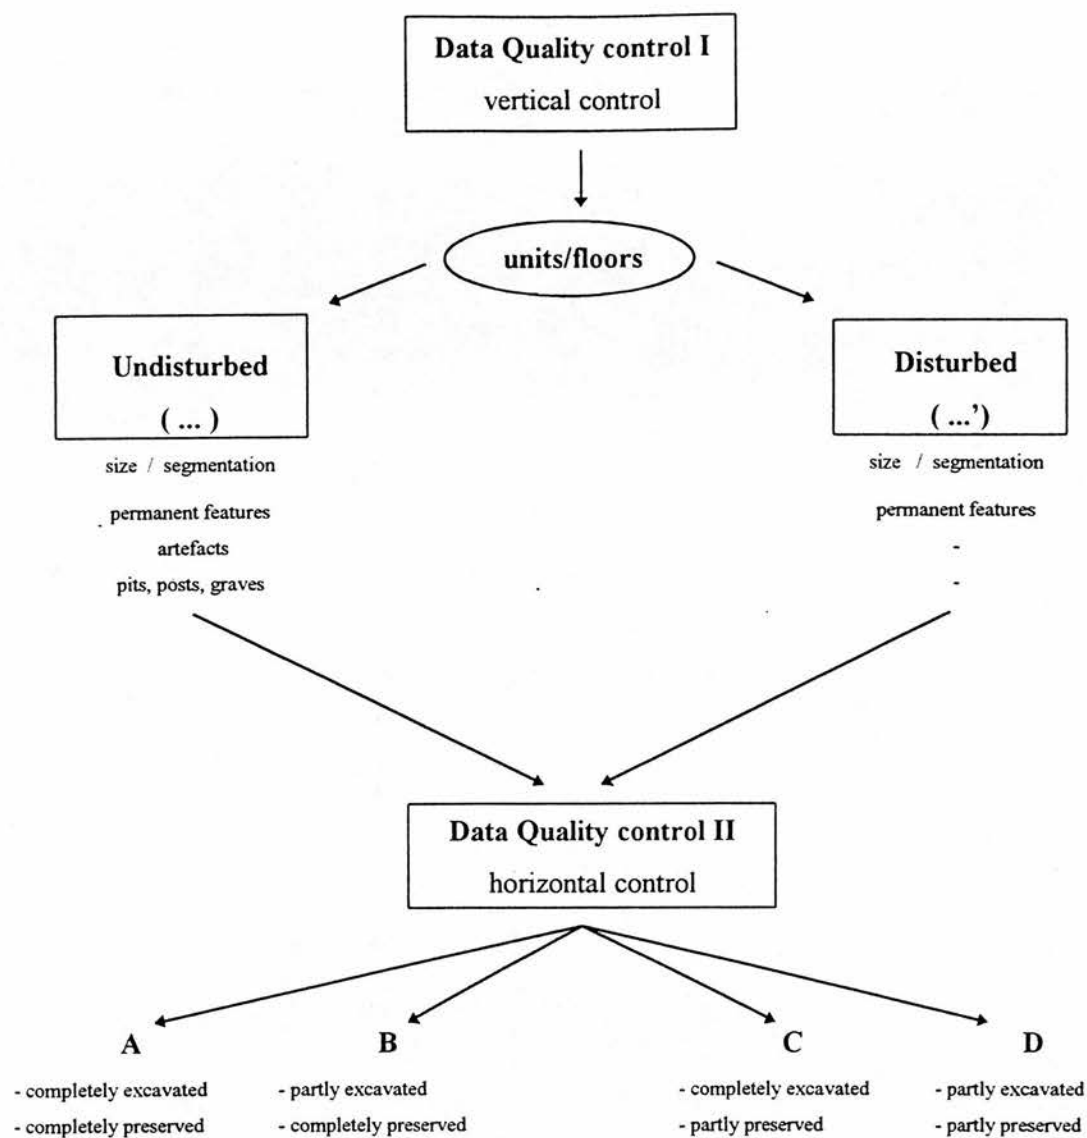 Data Quality control I
vertical control
units/floors
Undisturbed
( ... )
size / segmentation
permanent features
artefacts
pits, posts, graves
Disturbed
( ...’)
size / segmentation
permanent features
-
-
Data Quality control II
horizontal control
A
- completely excavated
- completely preserved
B
- partly excavated
- completely preserved
C
- completely excavated
- partly preserved
D
- partly excavated
- partly preserved